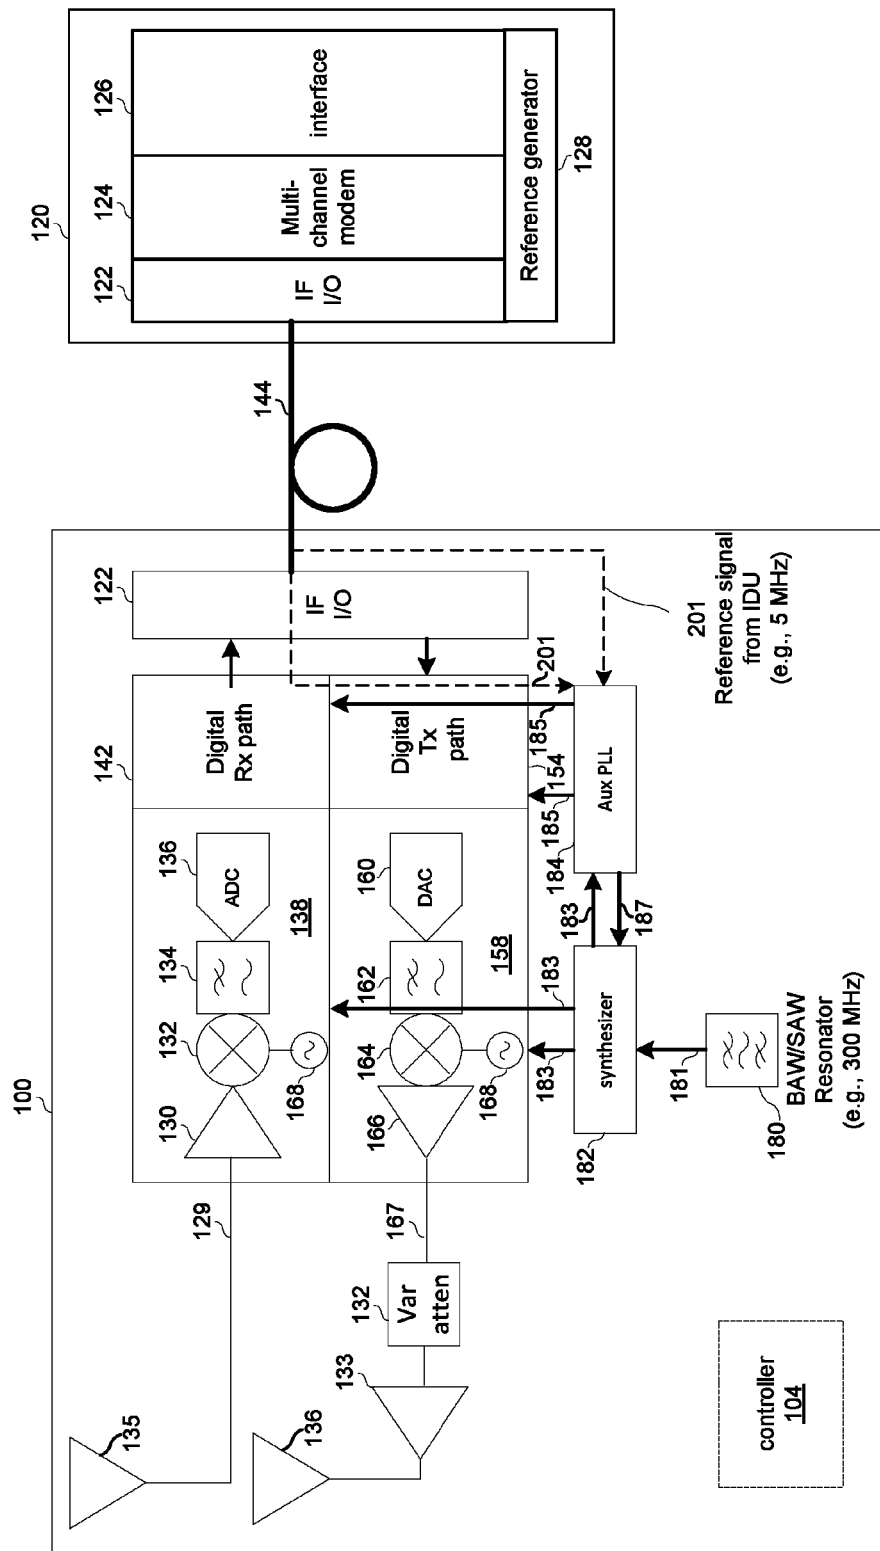 100
120
122
124
126
IF
I/O
Multi-
channel
modem
interface
Reference generator
128
144
135
129
130
132
134
136
ADC
138
168
142
Digital
Rx path
122
IF
I/O
136
133
132
Var
atten
167
166
164
162
160
DAC
158
168
Digital
Tx
path
154
201
185
185
183
183
183
187
184
Aux PLL
182
synthesizer
181
180
BAW/SAW
Resonator
(e.g., 300 MHz)
201
Reference signal
from IDU
(e.g., 5 MHz)
controller
104